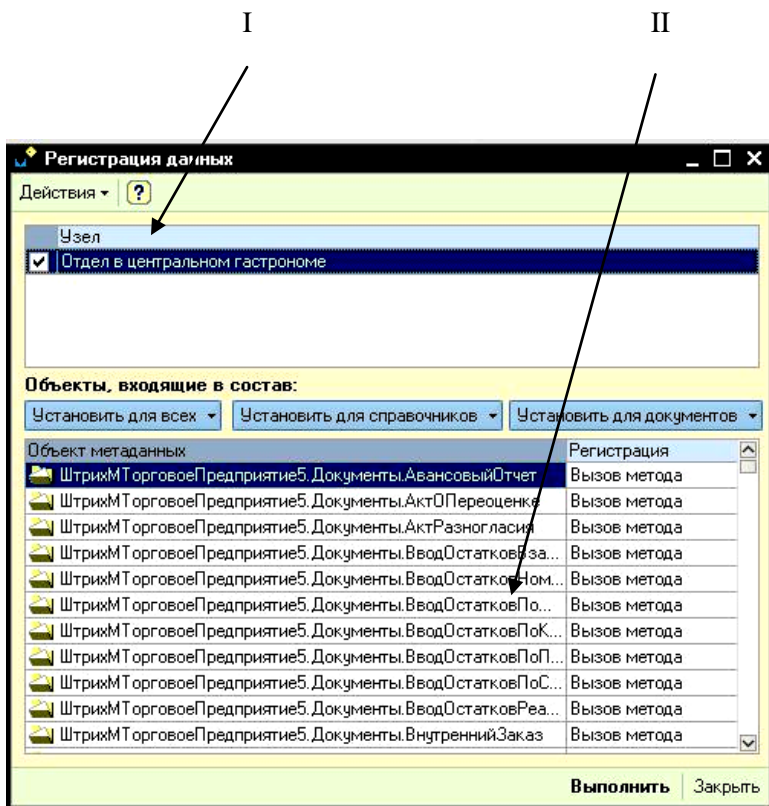 I II
Регистрация данных
Действия ?
Узел
Отдел в центральном гастрономе
Объекты, входящие в состав:
Установить для всех Установить для справочников Установить для документов
Объект метаданных Регистрация
ШтрихМТорговоеПредприятие5.Документы.АвансовыйОтчет Вызов метода
ШтрихМТорговоеПредприятие5.Документы.АктОПереоценке Вызов метода
ШтрихМТорговоеПредприятие5.Документы.АктРазногласия Вызов метода
ШтрихМТорговоеПредприятие5.Документы.ВводОстатковВза... Вызов метода
ШтрихМТорговоеПредприятие5.Документы.ВводОстатковНом... Вызов метода
ШтрихМТорговоеПредприятие5.Документы.ВводОстатковПо... Вызов метода
ШтрихМТорговоеПредприятие5.Документы.ВводОстатковПоК... Вызов метода
ШтрихМТорговоеПредприятие5.Документы.ВводОстатковПоП... Вызов метода
ШтрихМТорговоеПредприятие5.Документы.ВводОстатковПоС... Вызов метода
ШтрихМТорговоеПредприятие5.Документы.ВводОстатковРеа... Вызов метода
ШтрихМТорговоеПредприятие5.Документы.ВнутреннийЗаказ Вызов метода
Выполнить Закрыть